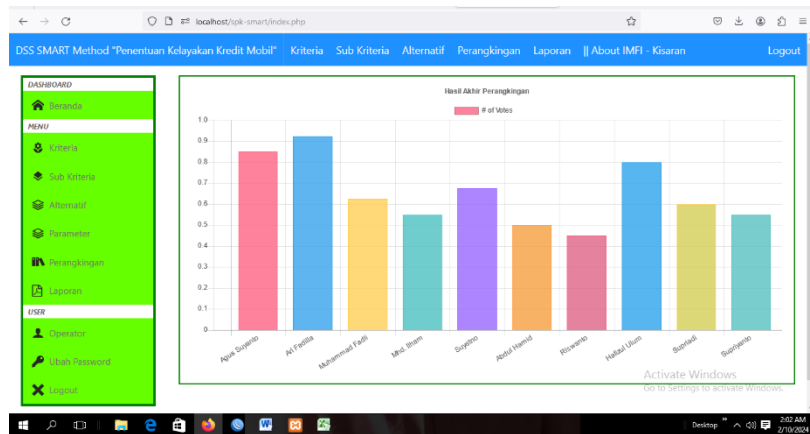 localhost/spk-smart/index.php
DSS SMART Method "Penentuan Kelayakan Kredit Mobil" Kriteria Sub Kriteria Alternatif Perangkingan Laporan || About IMFI - Kisaran Logout
DASHBOARD
Beranda
MENU
Kriteria
Sub Kriteria
Alternatif
Parameter
Perangkingan
Laporan
USER
Operator
Ubah Password
Logout
Hasil Akhir Perangkingan
# of Votes
1.0
0.9
0.8
0.7
0.6
0.5
0.4
0.3
0.2
0.1
0
Agus Suyanto
Ari Fadilla
Muhammad Fadli
Mhd. Ilham
Suyetno
Abdul Hamid
Riswanto
Hafizul Ulum
Supriadi
Supriyanto
Activate Windows
Go to Settings to activate Windows.
Desktop
2:02 AM
2/10/2024